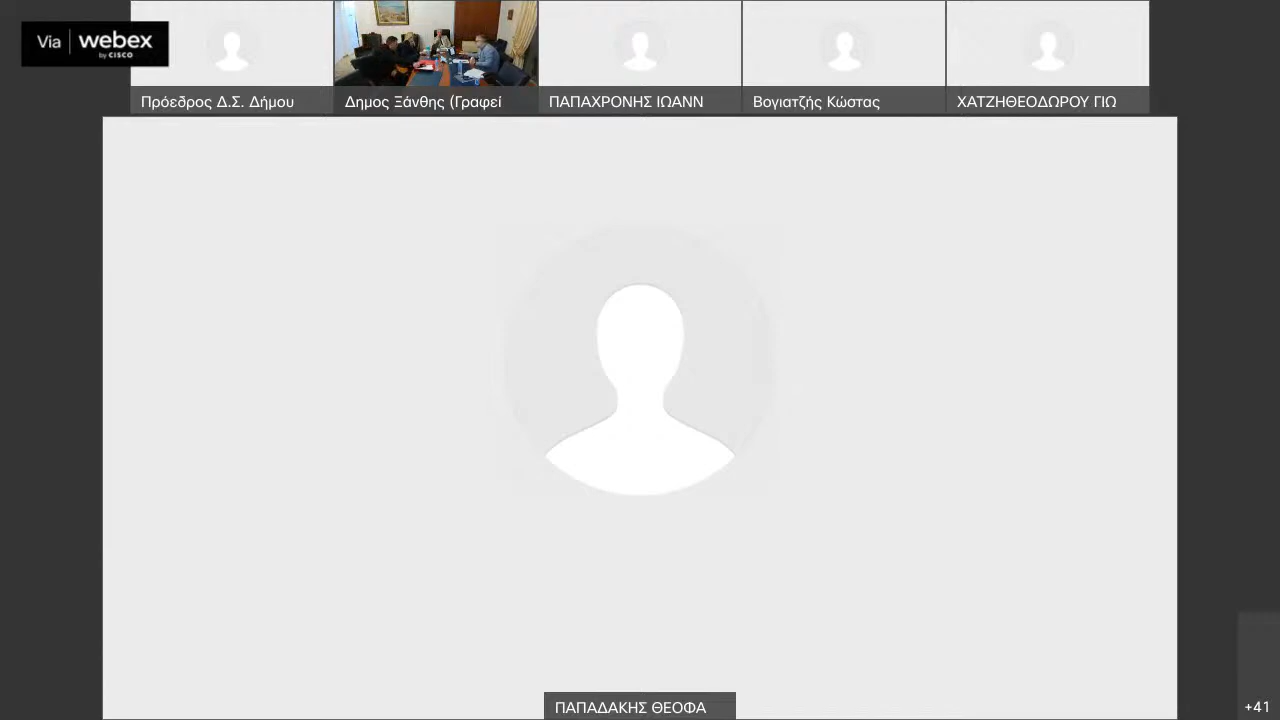 Via webex
by CISCO
Πρόεδρος Δ.Σ. Δήμου
Δημος Ξάνθης (Γραφεί
ΠΑΠΑΧΡΟΝΗΣ ΙΩΑΝΝ
Βογιατζής Κώστας
ΧΑΤΖΗΘΕΟΔΩΡΟΥ ΓΙΩ
ΠΑΠΑΔΑΚΗΣ ΘΕΟΦΑ
+41